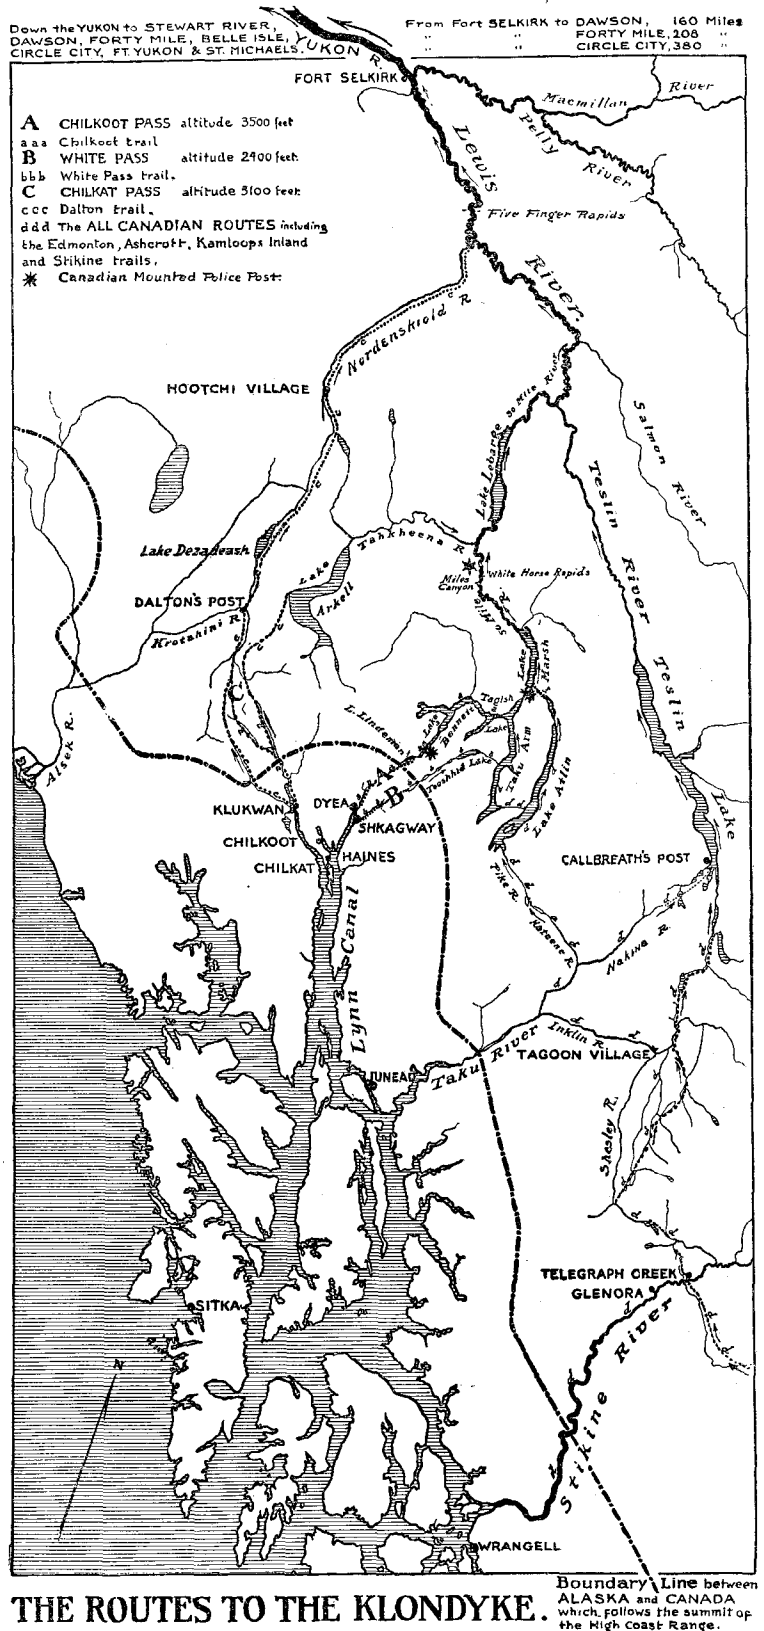 Down the YUKON to STEWART RIVER,
DAWSON, FORTY MILE, BELLE ISLE,
CIRCLE CITY, FT. YUKON & ST. MICHAELS.
YUKON R.
From Fort SELKIRK to DAWSON, 160 Miles
" " FORTY MILE, 208 "
" " CIRCLE CITY, 380 "
FORT SELKIRK
Macmillan River
Pelly River
Lewis River.
Five Finger Rapids
A CHILKOOT PASS altitude 3500 feet
aaa Chilkoot trail
B WHITE PASS altitude 2400 feet.
bbb White Pass trail.
C CHILKAT PASS altitude 3100 feet.
ccc Dalton trail.
ddd The ALL CANADIAN ROUTES including
the Edmonton, Ashcroft, Kamloops Inland
and Stikine trails.
Canadian Mounted Police Post.
Nordenskiold R
HOOTCHI VILLAGE
30 Mile River
Lake Lebarge
Salmon River
Teslin River
Lake Dezadeash
Tahkheena R.
Lake Arkell
Miles Canyon
White Horse Rapids
DALTON'S POST
Krotahini R.
50 Mile R.
Lake Marsh
Teslin Lake
Alsek R.
C
L. Lindeman
Lake Bennett
Tagish Lake
Taku Arm
Tooshhi Lake
Lake Atlin
A
B
KLUKWAN
DYEA
SHKAGWAY
CHILKOOT
CHILKAT
HAINES
CALLBREATH'S POST
Pike R.
Katoene R.
Nakina R.
Lynn Canal
Inklin R.
TAGOON VILLAGE
Taku River
JUNEAU
Shesley R.
TELEGRAPH CREEK
GLENORA
SITKA
Stikine River
N
WRANGELL
THE ROUTES TO THE KLONDYKE.
Boundary Line between
ALASKA and CANADA
which follows the summit of
the High Coast Range.